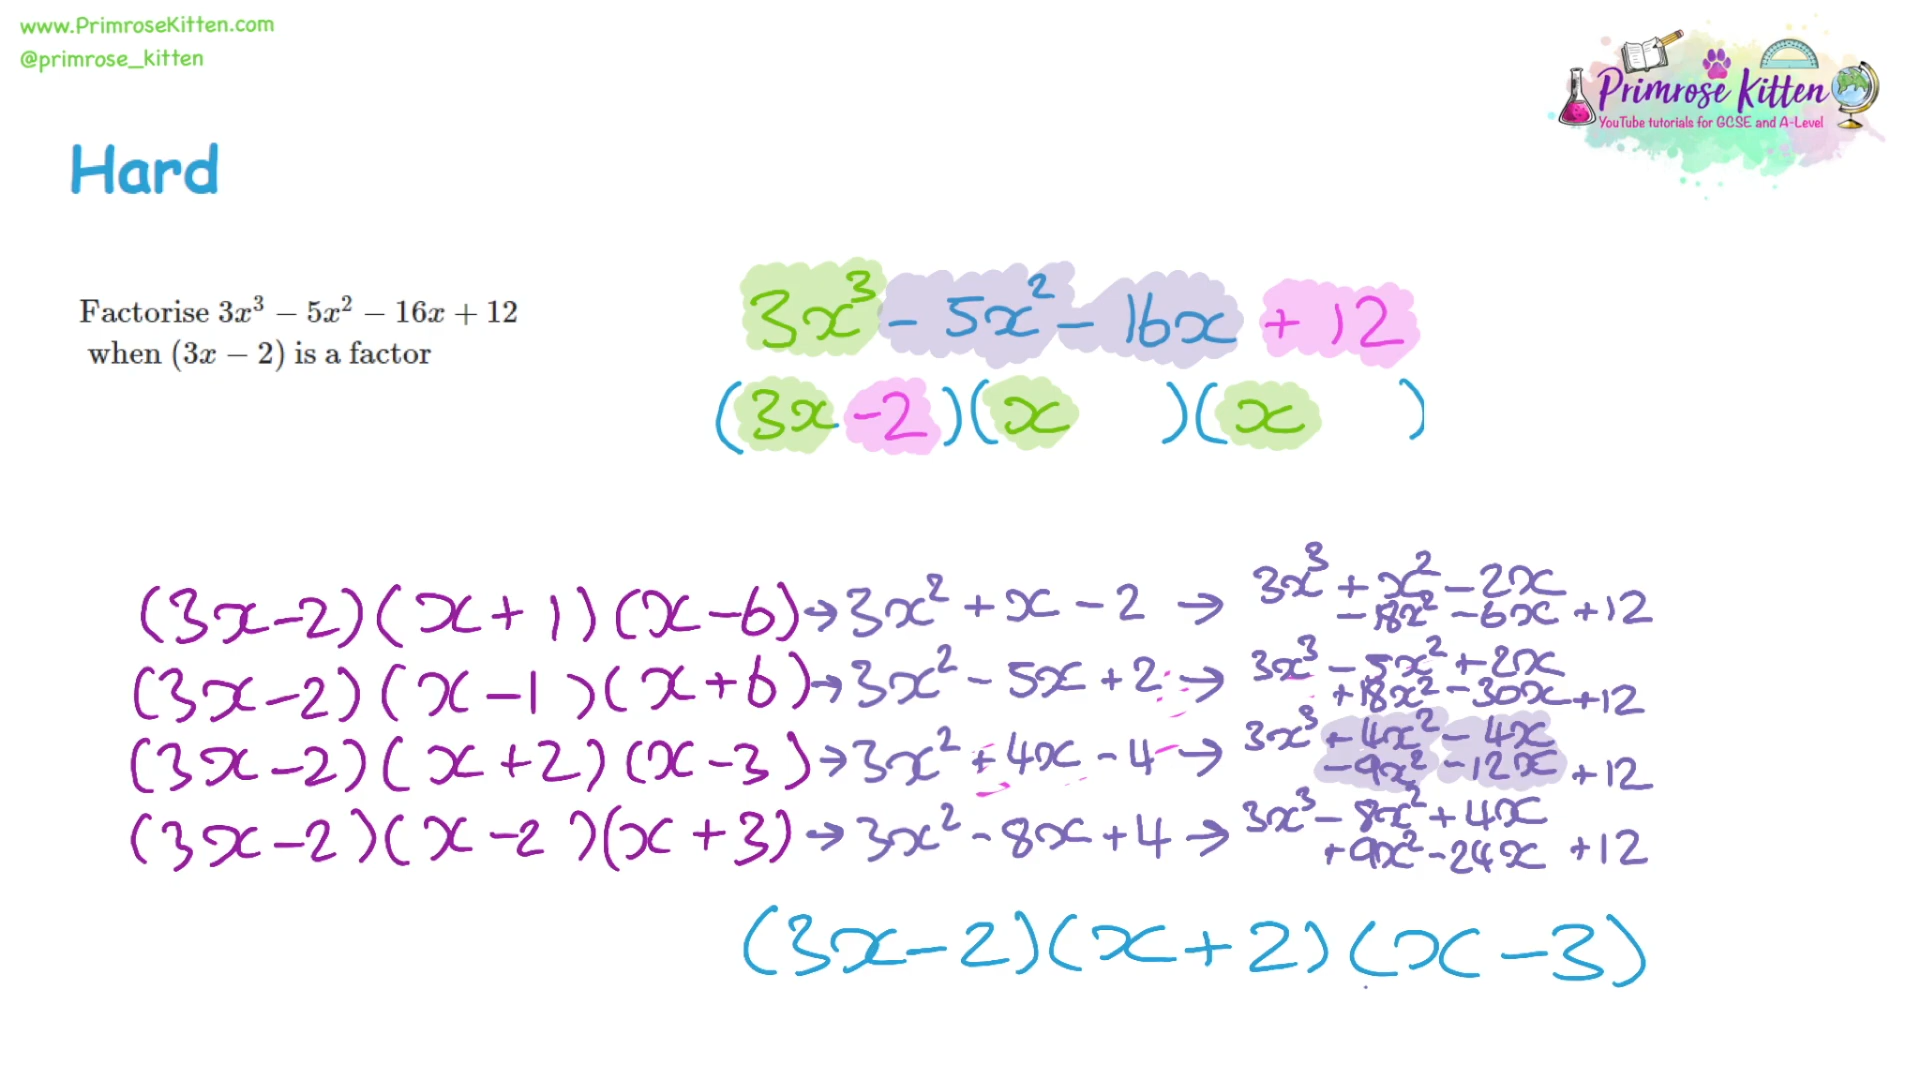 www.PrimroseKitten.com
@primrose_kitten
Primrose Kitten
YouTube tutorials for GCSE and A-Level
Hard
Factorise 3x³ − 5x² − 16x + 12
when (3x − 2) is a factor
3x³ - 5x² - 16x + 12
(3x -2)(x )(x )
(3x-2)(x+1)(x-6)→3x²+x-2→ 3x³+x²-2x
-18x²-6x+12
(3x-2)(x-1)(x+6)→3x²-5x+2→ 3x³-5x²+2x
+18x²-30x+12
(3x-2)(x+2)(x-3)→3x²+4x-4→ 3x³+4x²-4x
-9x²-12x+12
(3x-2)(x-2)(x+3)→3x²-8x+4→ 3x³-8x²+4x
+9x²-24x+12
(3x-2)(x+2)(x-3)